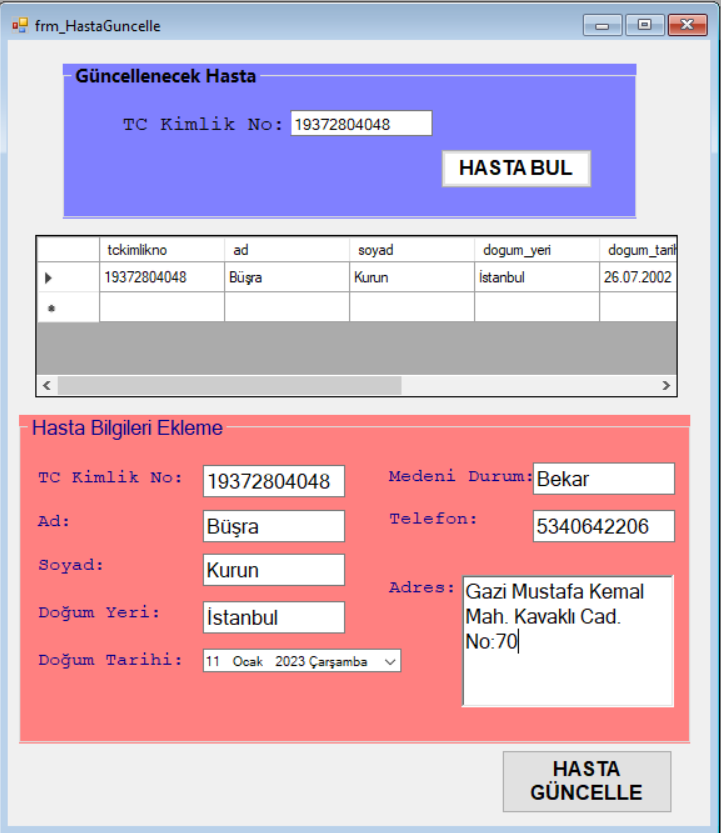 frm_HastaGuncelle
Güncellenecek Hasta
TC Kimlik No: 19372804048
HASTA BUL
tckimlikno ad soyad dogum_yeri dogum_tarih
19372804048 Büşra Kurun İstanbul 26.07.2002
Hasta Bilgileri Ekleme
TC Kimlik No: 19372804048
Ad: Büşra
Soyad: Kurun
Doğum Yeri: İstanbul
Doğum Tarihi: 11 Ocak 2023 Çarşamba
Medeni Durum: Bekar
Telefon: 5340642206
Adres: Gazi Mustafa Kemal
Mah. Kavaklı Cad.
No:70
HASTA
GÜNCELLE